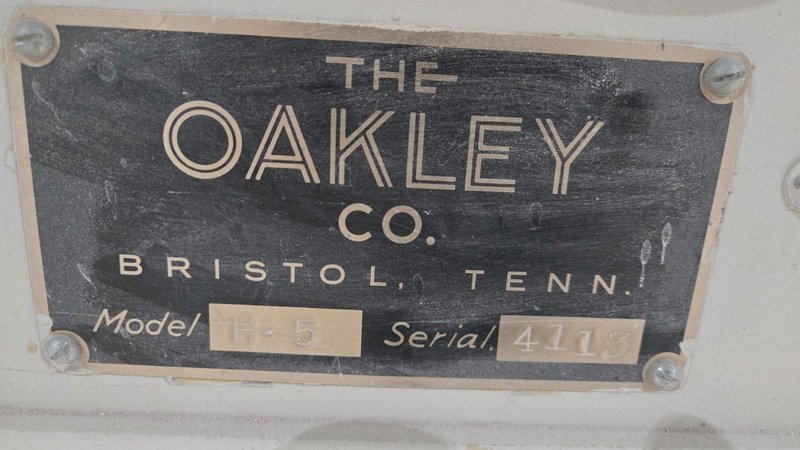 THE
OAKLEY
CO.
BRISTOL, TENN.
Model H-5 Serial. 4113